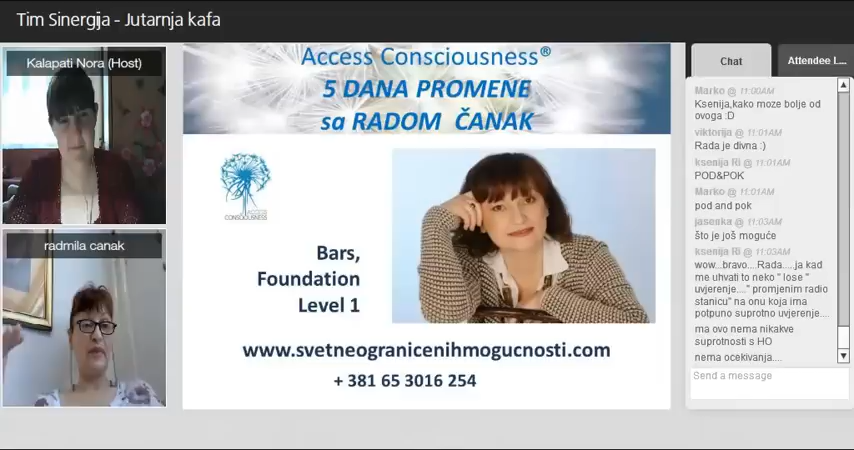 Tim Sinergija - Jutarnja kafa
Kalapati Nora (Host)
radmila canak
Access Consciousness®
5 DANA PROMENE
sa RADOM ČANAK
ACCESS
CONSCIOUSNESS
Bars,
Foundation
Level 1
www.svetneogranicenihmogucnosti.com
+ 381 65 3016 254
Chat
Attendee L...
Marko @ 11:00AM
Ksenija,kako moze bolje od
ovoga :D
viktorija @ 11:01AM
Rada je divna :)
ksenija Ri @ 11:01AM
POD&POK
Marko @ 11:01AM
pod and pok
jasenka @ 11:03AM
što je još moguće
ksenija Ri @ 11:03AM
wow...bravo....Rada.....ja kad
me uhvati to neko " lose "
uvjerenje...." promjenim radio
stanicu" na onu koja ima
potpuno suprotno uvjerenje....
ma ovo nema nikakve
suprotnosti s HO
nema ocekivanja....
Send a message